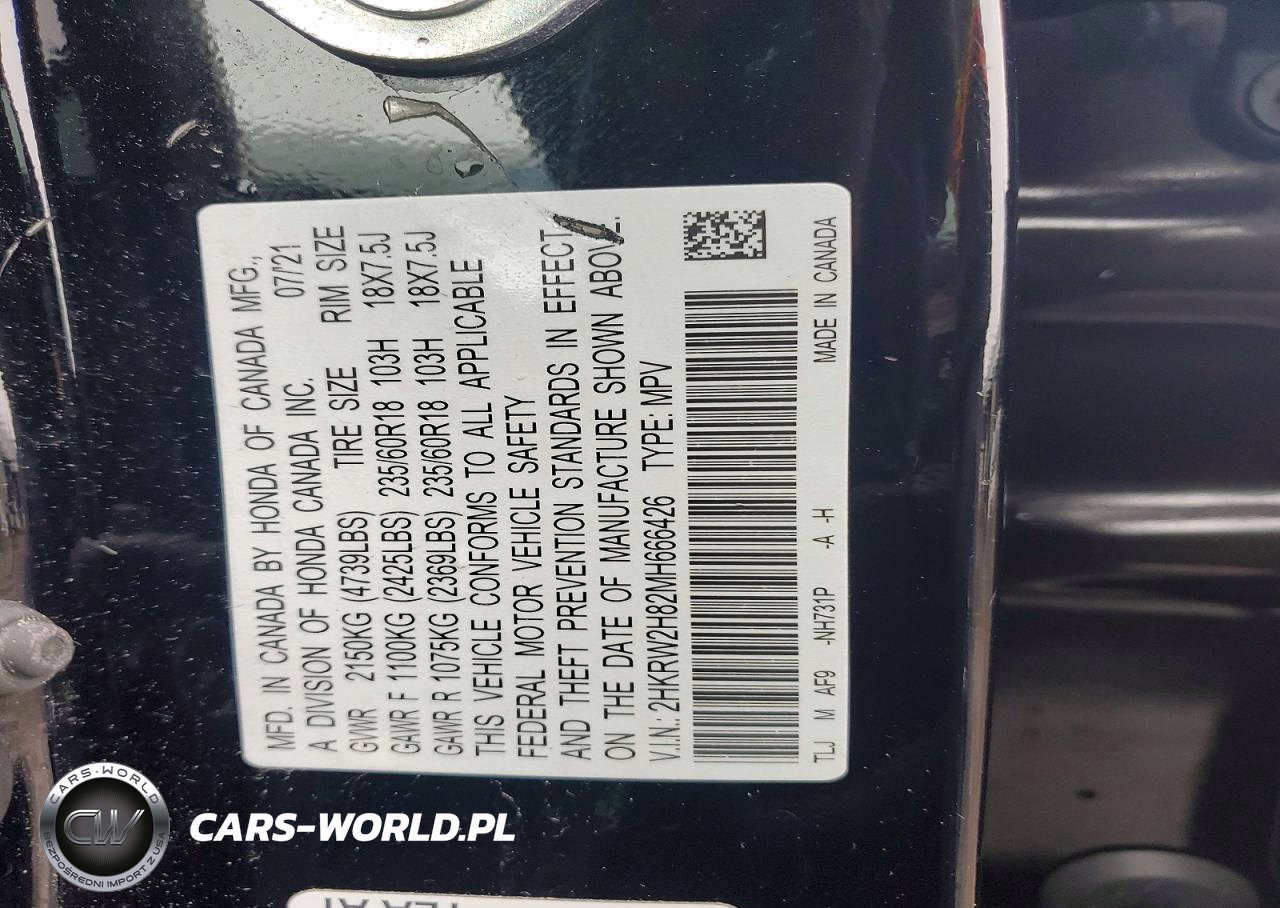 MFD. IN CANADA BY HONDA OF CANADA MFG.,
A DIVISION OF HONDA CANADA INC. 07/'21
TIRE SIZE RIM SIZE
GVWR 2150KG (4739LBS)
GAWR F 1100KG (2425LBS) 235/60R18 103H 18X7.5J
GAWR R 1075KG (2369LBS) 235/60R18 103H 18X7.5J
THIS VEHICLE CONFORMS TO ALL APPLICABLE
FEDERAL MOTOR VEHICLE SAFETY
AND THEFT PREVENTION STANDARDS IN EFFECT
ON THE DATE OF MANUFACTURE SHOWN ABOVE.
V.I.N.: 2HKRW2H82MH666426 TYPE: MPV
TLJ M AF9 -NH731P -A -H MADE IN CANADA
CARS-WORLD
CW
BEZPOŚREDNI IMPORT Z USA
CARS-WORLD.PL